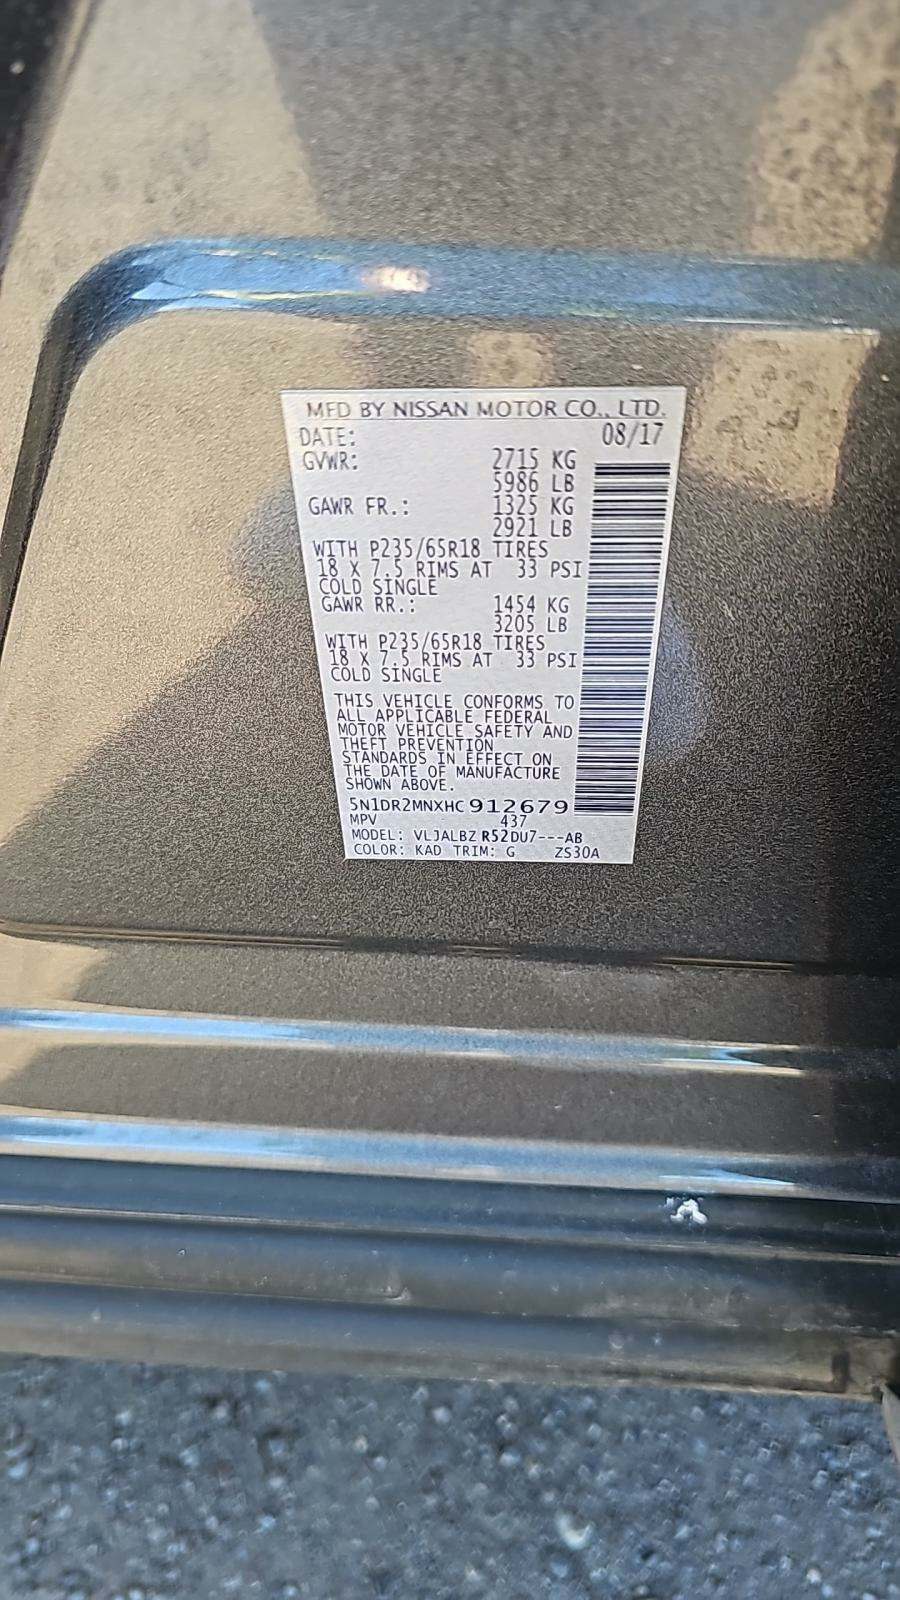 MFD BY NISSAN MOTOR CO., LTD.
DATE: 08/17
GVWR: 2715 KG
5986 LB
GAWR FR.: 1325 KG
2921 LB
WITH P235/65R18 TIRES
18 X 7.5 RIMS AT 33 PSI
COLD SINGLE
GAWR RR.: 1454 KG
3205 LB
WITH P235/65R18 TIRES
18 X 7.5 RIMS AT 33 PSI
COLD SINGLE
THIS VEHICLE CONFORMS TO
ALL APPLICABLE FEDERAL
MOTOR VEHICLE SAFETY AND
THEFT PREVENTION
STANDARDS IN EFFECT ON
THE DATE OF MANUFACTURE
SHOWN ABOVE.
5N1DR2MNXHC912679
MPV 437
MODEL: VLJALBZ R52DU7---AB
COLOR: KAD TRIM: G ZS30A